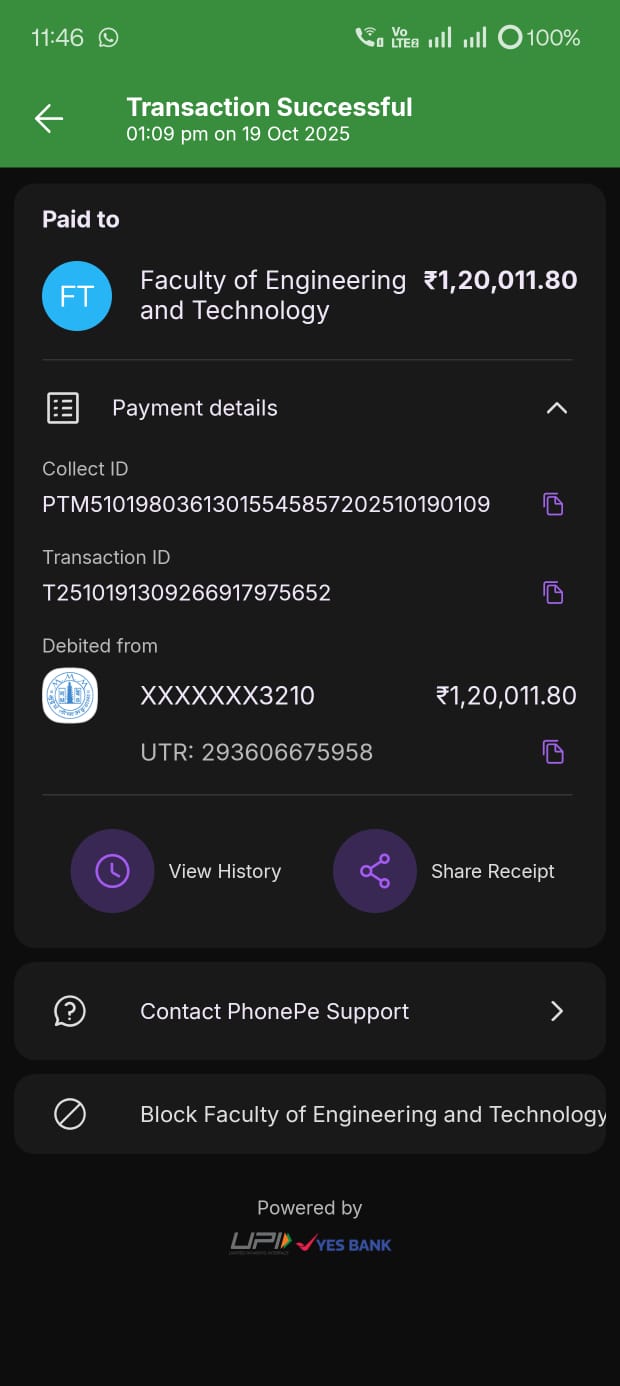 11:46
Vo
LTE2
100%
Transaction Successful
01:09 pm on 19 Oct 2025
Paid to
FT
Faculty of Engineering
and Technology
₹1,20,011.80
Payment details
Collect ID
PTM51019803613015545857202510190109
Transaction ID
T2510191309266917975652
Debited from
XXXXXXX3210
₹1,20,011.80
UTR: 293606675958
View History
Share Receipt
Contact PhonePe Support
Block Faculty of Engineering and Technology
Powered by
UPI
YES BANK